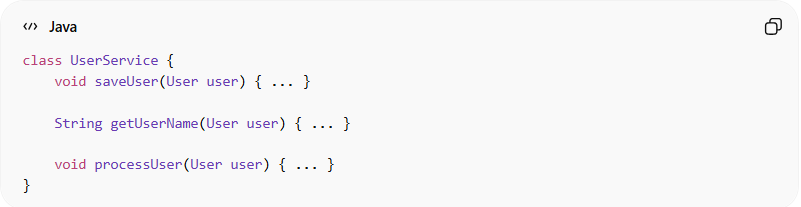 </> Java
class UserService {
    void saveUser(User user) { ... }
    String getUserName(User user) { ... }
    void processUser(User user) { ... }
}